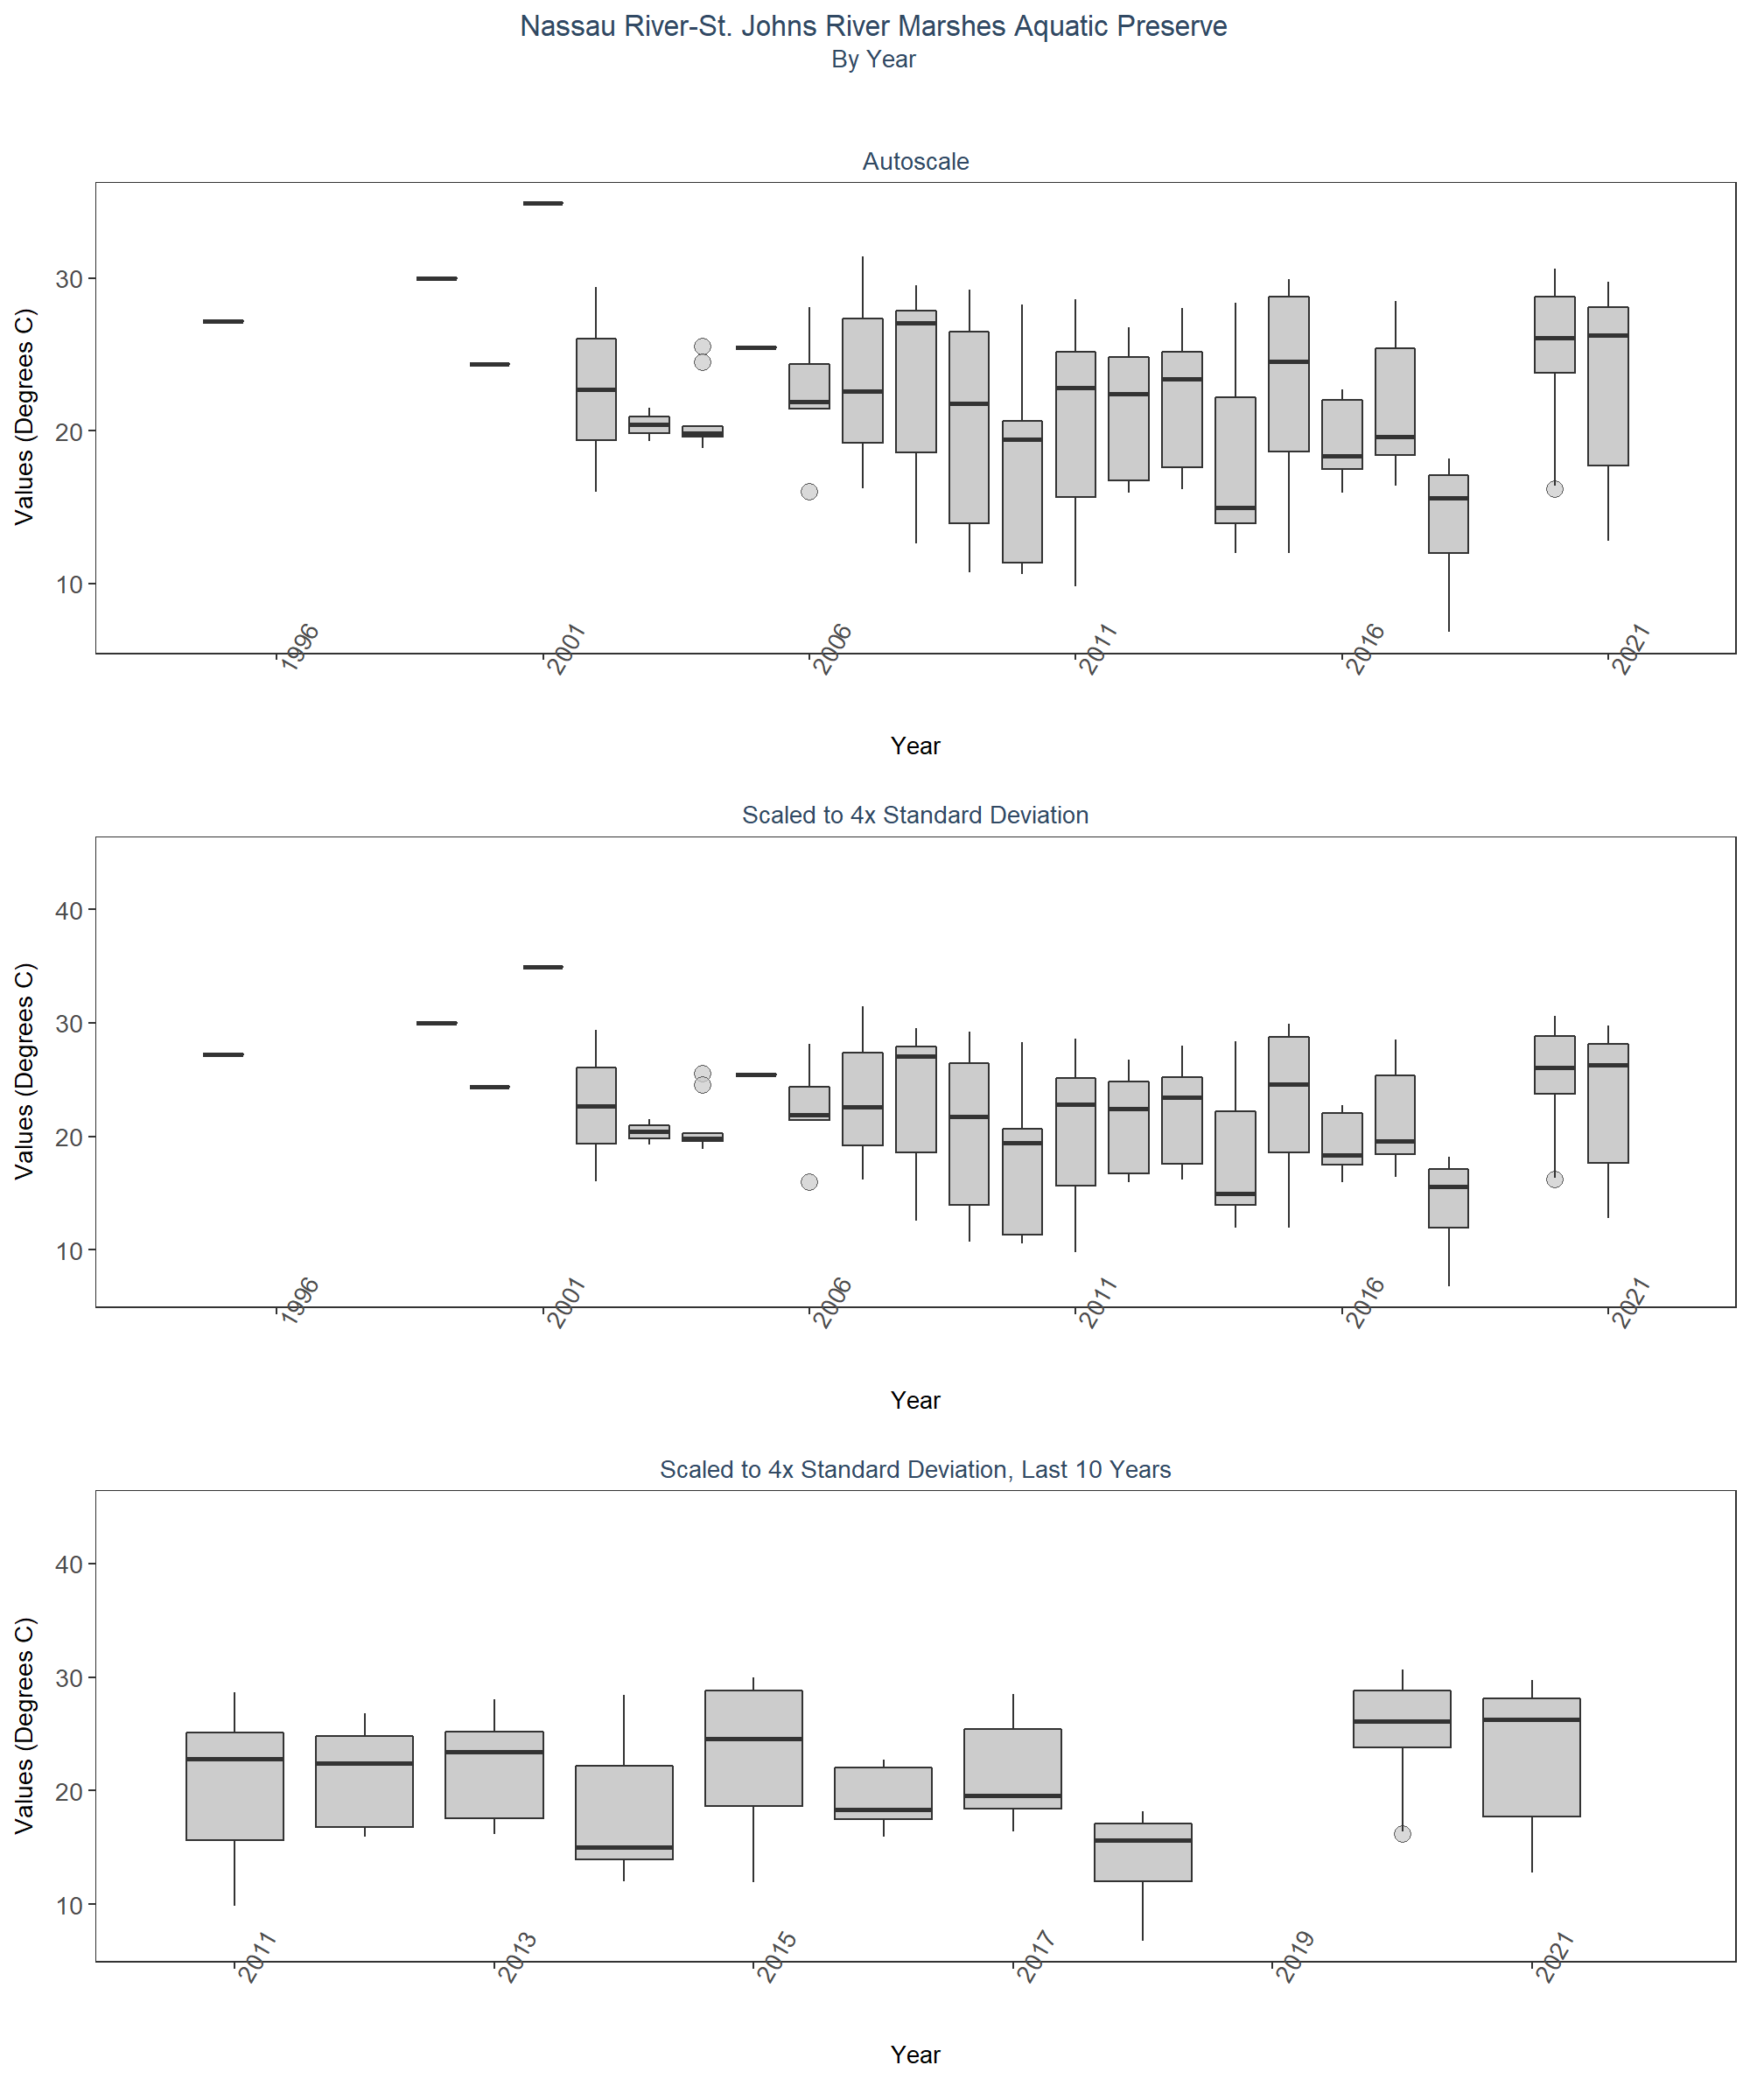 Nassau River-St. Johns River Marshes Aquatic Preserve
By Year
Autoscale
Values (Degrees C)
30
20
10
1996
2001
2006
2011
2016
2021
Year
Scaled to 4x Standard Deviation
Values (Degrees C)
40
30
20
10
1996
2001
2006
2011
2016
2021
Year
Scaled to 4x Standard Deviation, Last 10 Years
Values (Degrees C)
40
30
20
10
2011
2013
2015
2017
2019
2021
Year